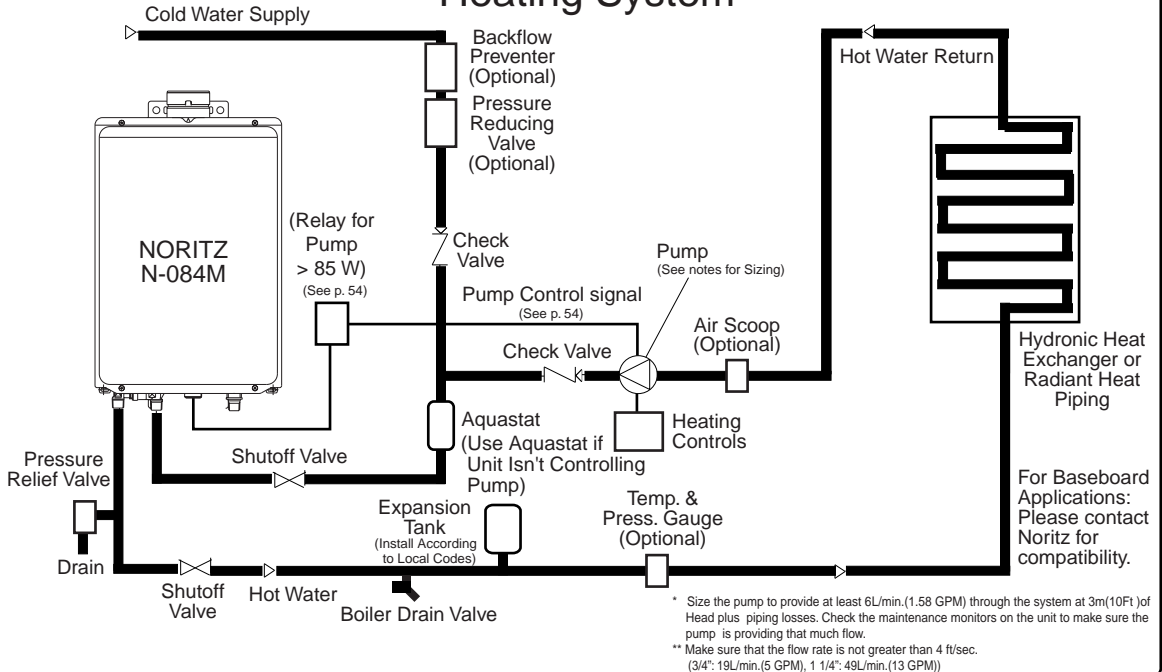 Heating System
Cold Water Supply
Backflow
Preventer
(Optional)
Pressure
Reducing
Valve
(Optional)
Hot Water Return
NORITZ
N-084M
(Relay for
Pump
> 85 W)
(See p. 54)
Check
Valve
Pump
(See notes for Sizing)
Pump Control signal
(See p. 54)
Check Valve
Air Scoop
(Optional)
Hydronic Heat
Exchanger or
Radiant Heat
Piping
Heating
Controls
Aquastat
(Use Aquastat if
Unit Isn't Controlling
Pump)
Shutoff Valve
Pressure
Relief Valve
Drain
Expansion
Tank
(Install According
to Local Codes)
Temp. &
Press. Gauge
(Optional)
For Baseboard
Applications:
Please contact
Noritz for
compatibility.
Shutoff
Valve
Hot Water
Boiler Drain Valve
* Size the pump to provide at least 6L/min.(1.58 GPM) through the system at 3m(10Ft )of
Head plus piping losses. Check the maintenance monitors on the unit to make sure the
pump is providing that much flow.
** Make sure that the flow rate is not greater than 4 ft/sec.
(3/4": 19L/min.(5 GPM), 1 1/4": 49L/min.(13 GPM))